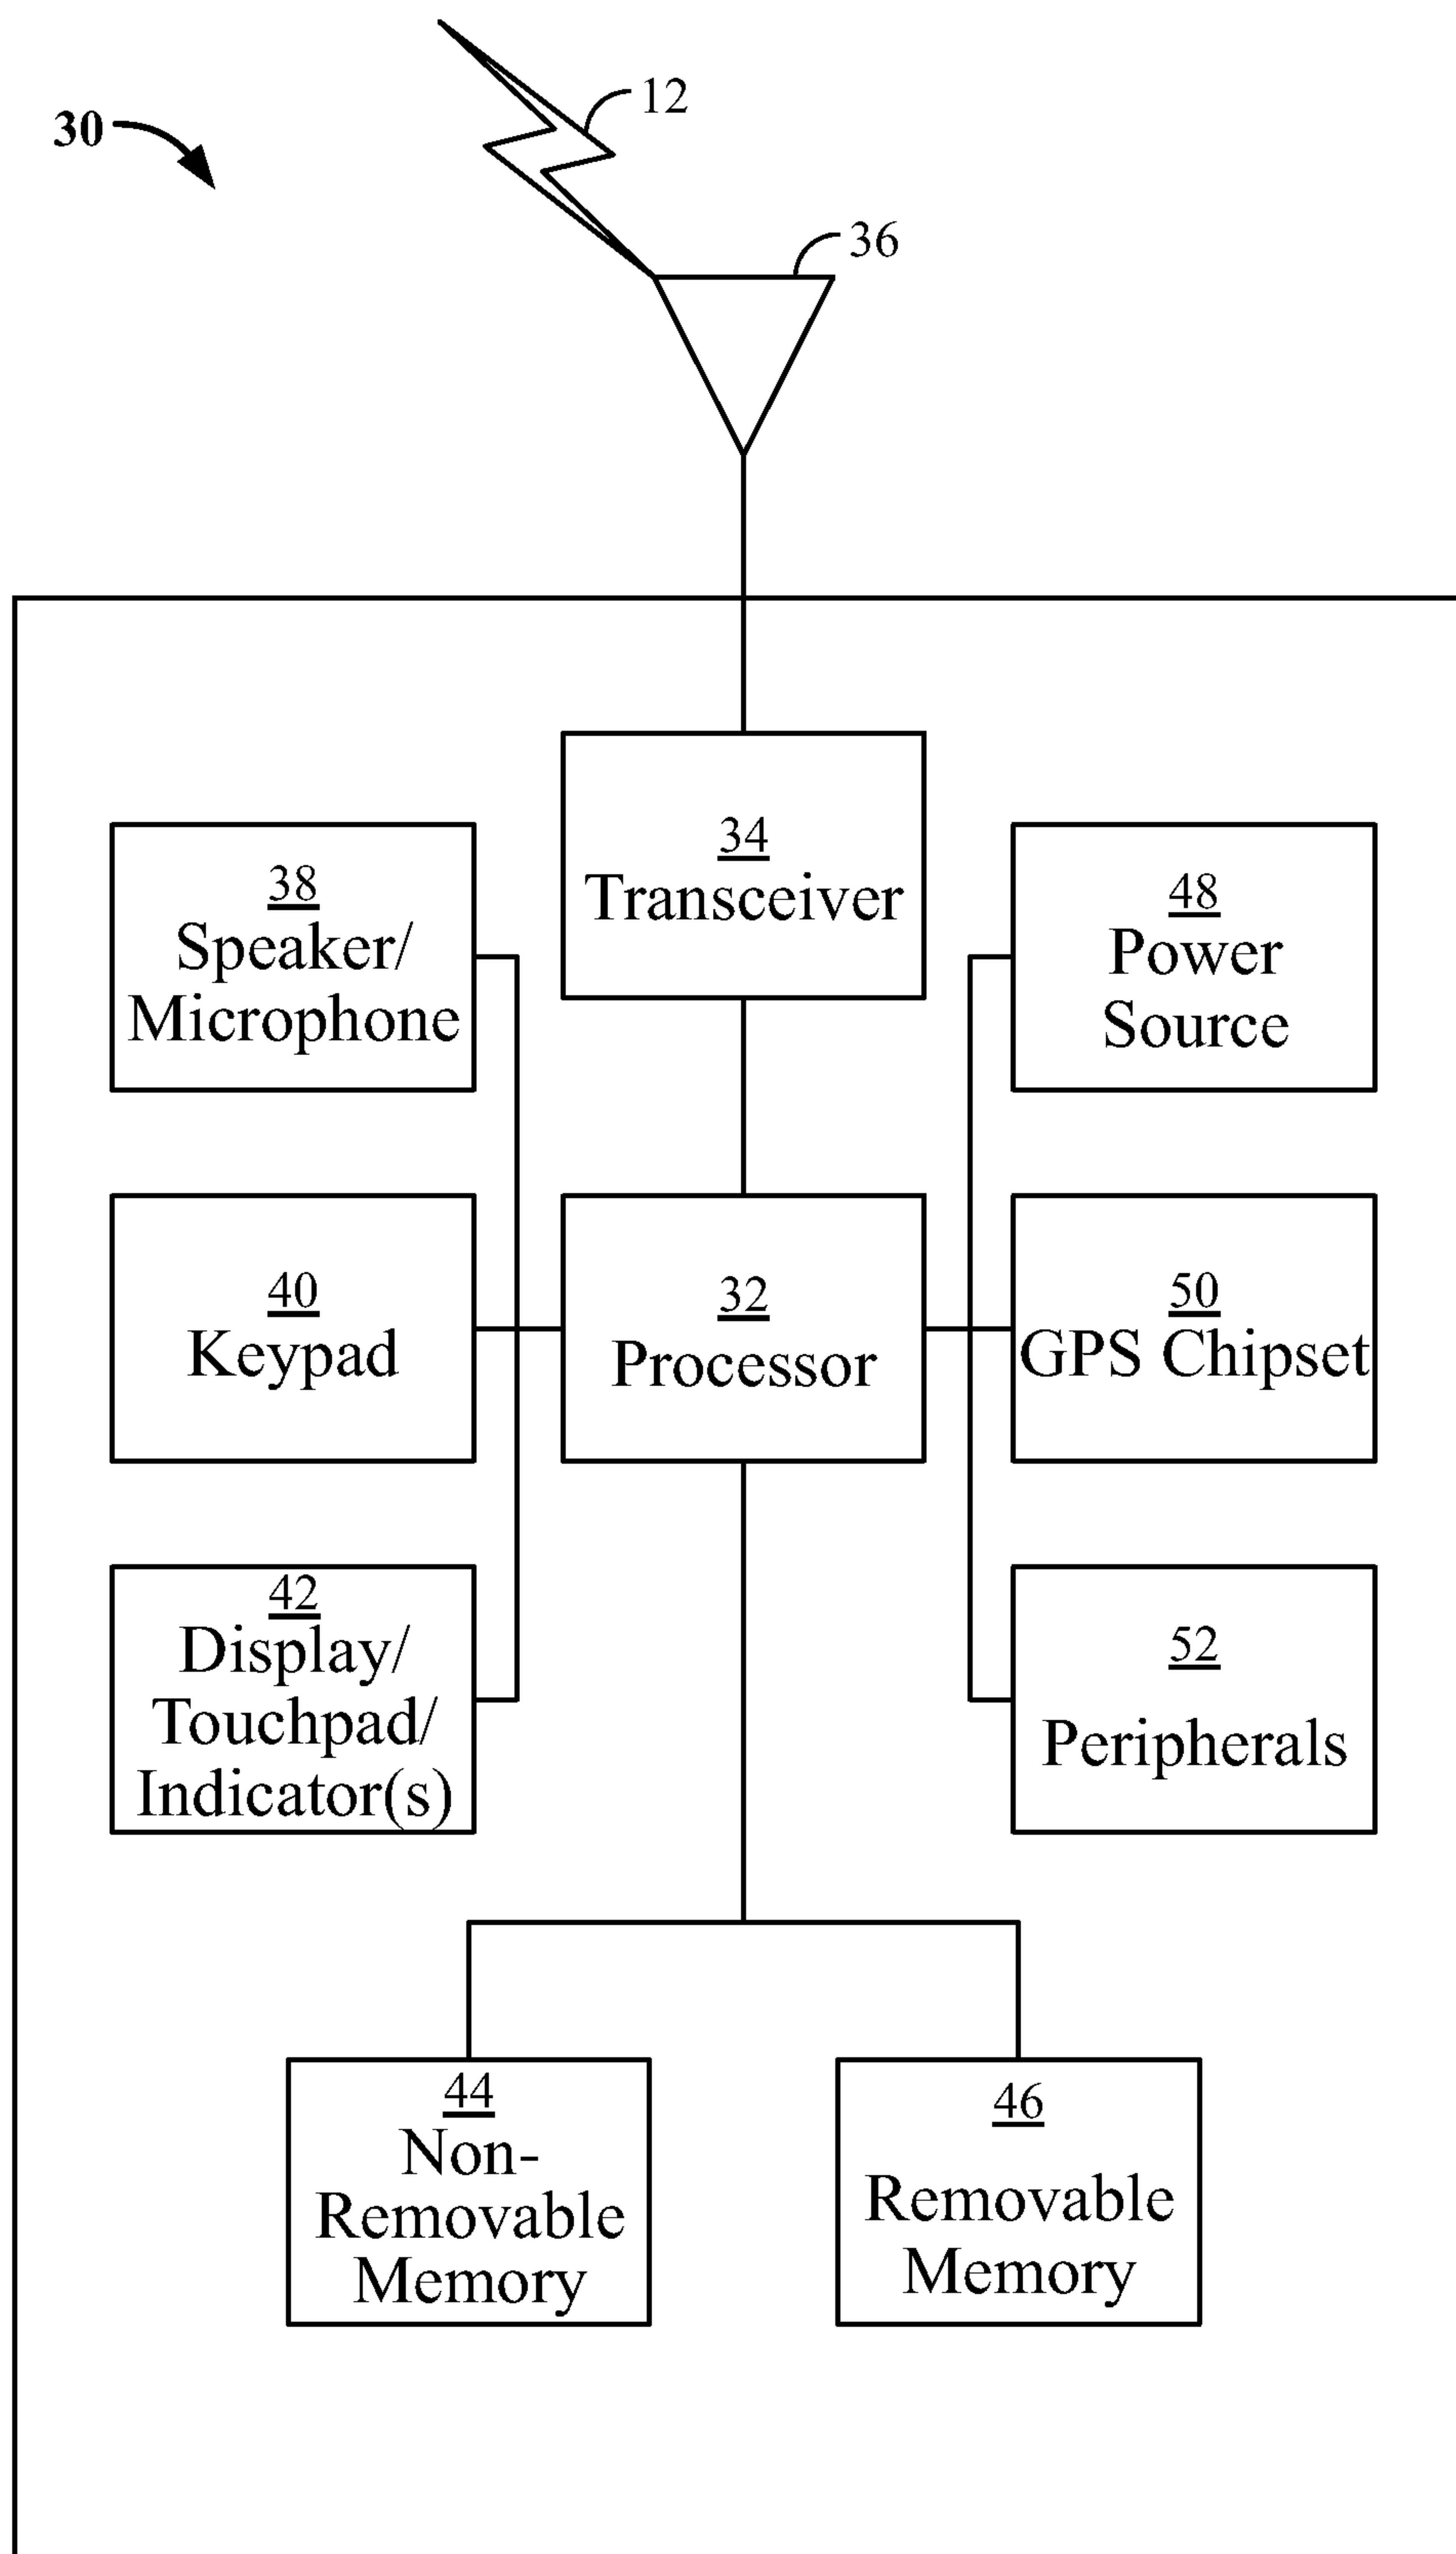 30
12
36
34
Transceiver
38
Speaker/
Microphone
48
Power
Source
40
Keypad
32
Processor
50
GPS Chipset
42
Display/
Touchpad/
Indicator(s)
52
Peripherals
44
Non-
Removable
Memory
46
Removable
Memory